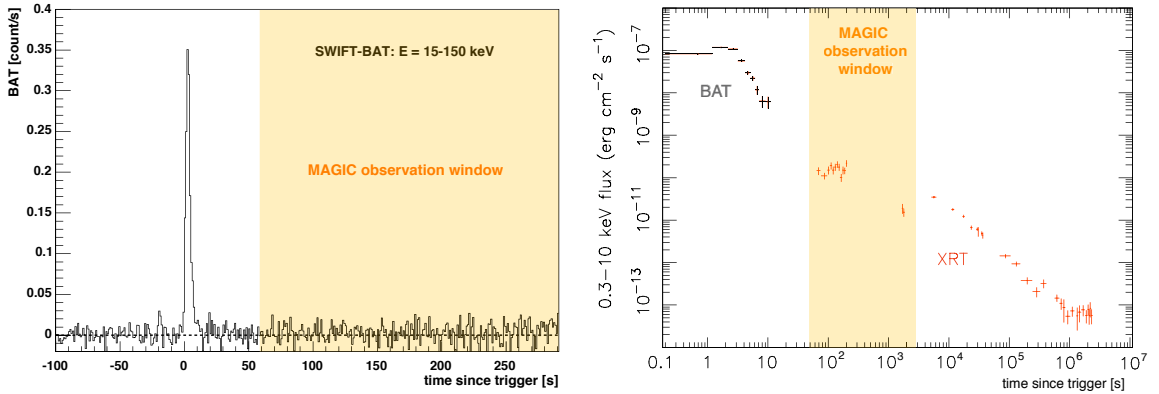 BAT [count/s]
0.4
0.35
0.3
0.25
0.2
0.15
0.1
0.05
0
SWIFT-BAT: E = 15-150 keV
MAGIC observation window
-100 -50 0 50 100 150 200 250
time since trigger [s]
0.3−10 keV flux (erg cm⁻² s⁻¹)
10⁻⁷
10⁻⁹
10⁻¹¹
10⁻¹³
MAGIC
observation
window
BAT
XRT
0.1 1 10 10² 10³ 10⁴ 10⁵ 10⁶ 10⁷
time since trigger [s]